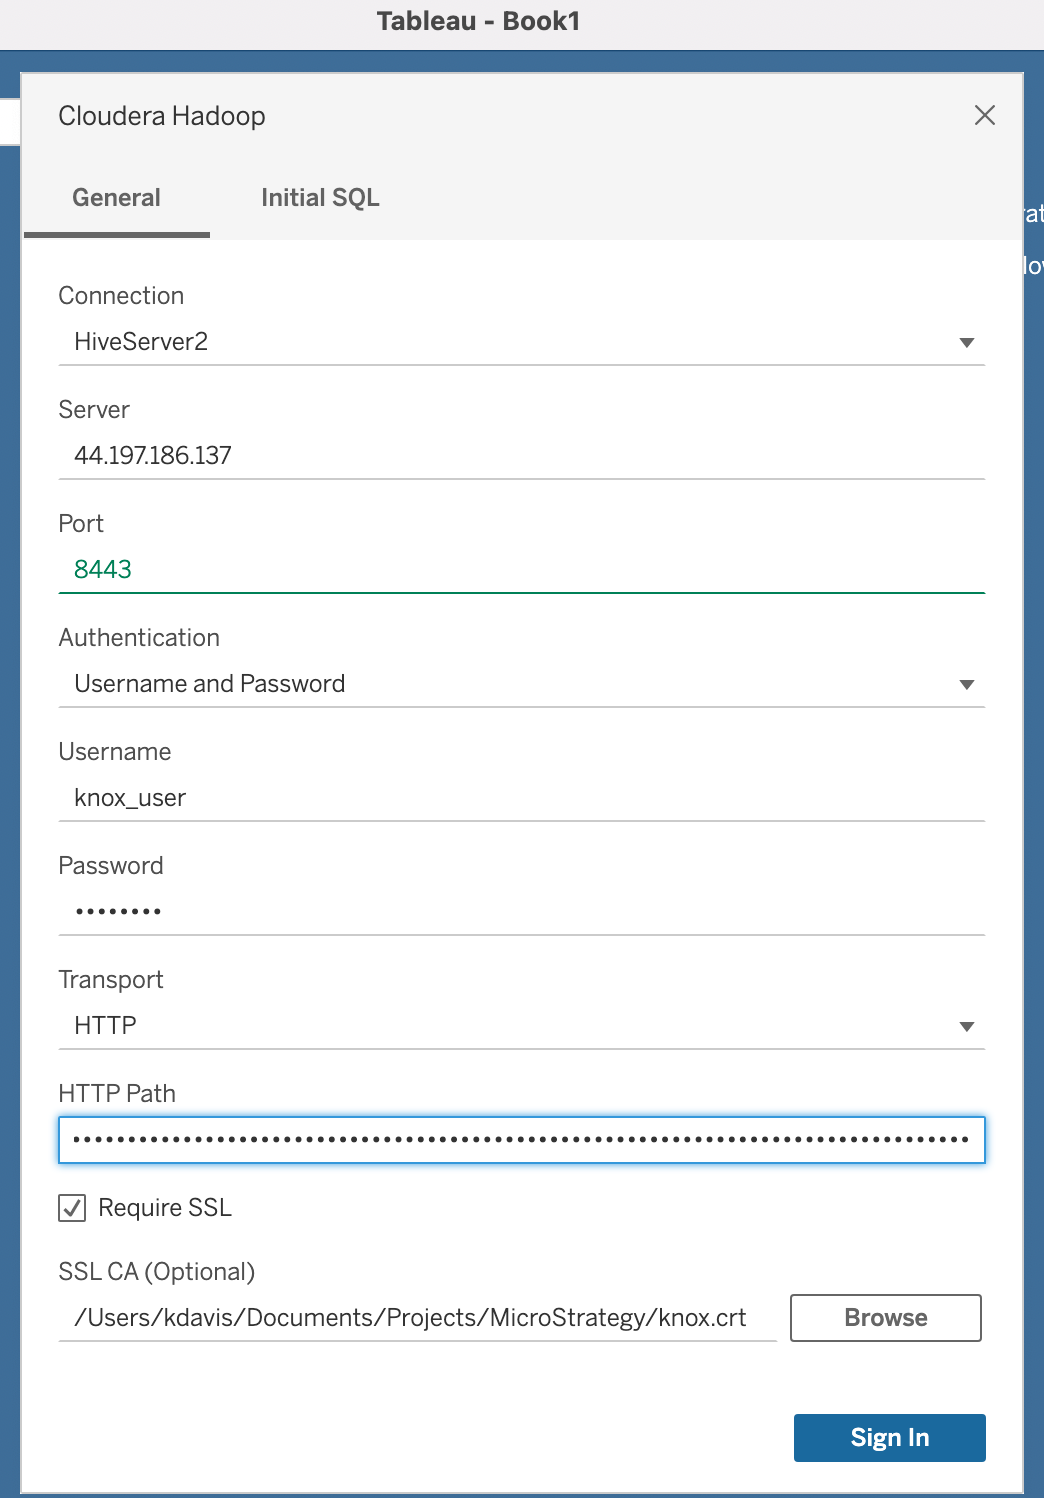 Tableau - Book1
Cloudera Hadoop
General
Initial SQL
Connection
HiveServer2
Server
44.197.186.137
Port
8443
Authentication
Username and Password
Username
knox_user
Password
••••••••
Transport
HTTP
HTTP Path
Require SSL
SSL CA (Optional)
/Users/kdavis/Documents/Projects/MicroStrategy/knox.crt
Browse
Sign In